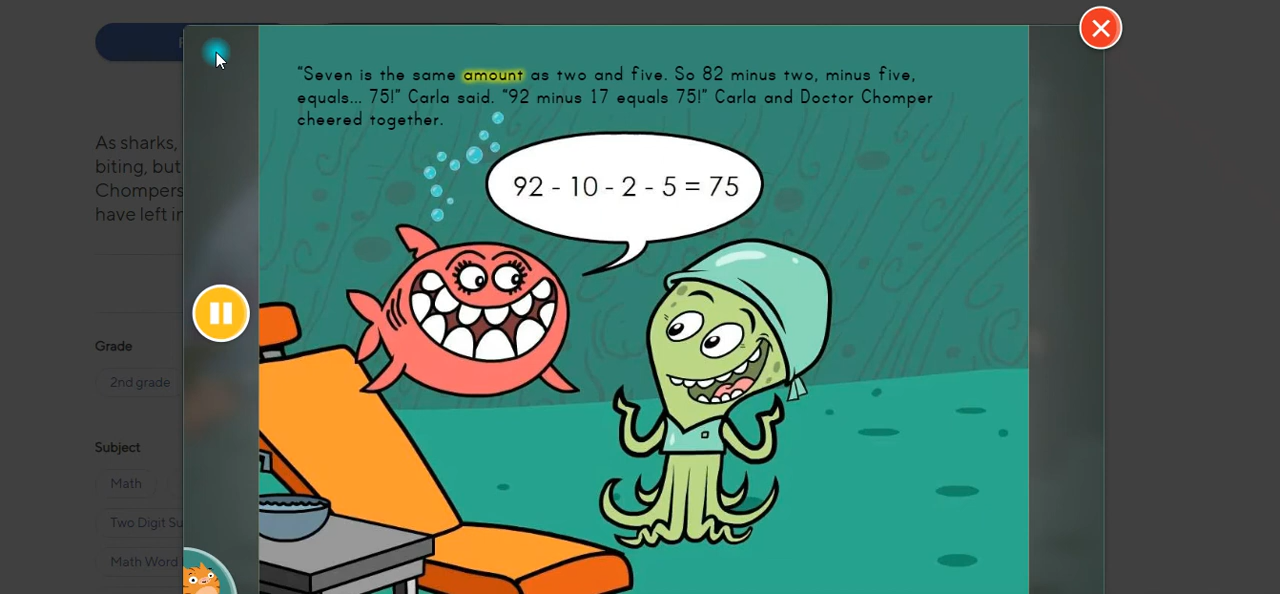 “Seven is the same amount as two and five. So 82 minus two, minus five,
equals... 75!” Carla said. “92 minus 17 equals 75!” Carla and Doctor Chomper
cheered together.
92 - 10 - 2 - 5 = 75
As sharks,
biting, but
Chompers
have left in
Grade
2nd grade
Subject
Math
Two Digit Su
Math Word